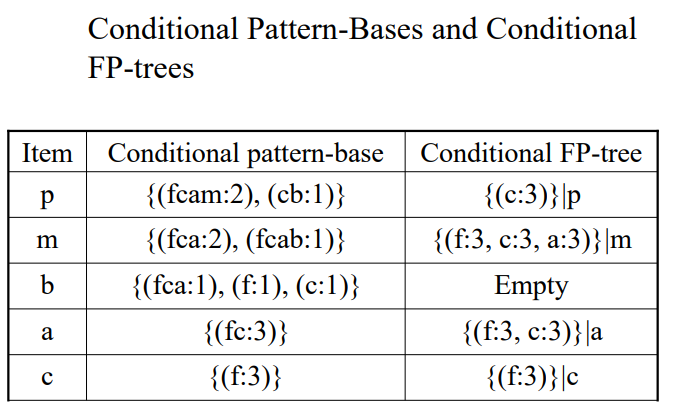 Conditional Pattern-Bases and Conditional
FP-trees
Item Conditional pattern-base Conditional FP-tree
p {(fcam:2), (cb:1)} {(c:3)}|p
m {(fca:2), (fcab:1)} {(f:3, c:3, a:3)}|m
b {(fca:1), (f:1), (c:1)} Empty
a {(fc:3)} {(f:3, c:3)}|a
c {(f:3)} {(f:3)}|c